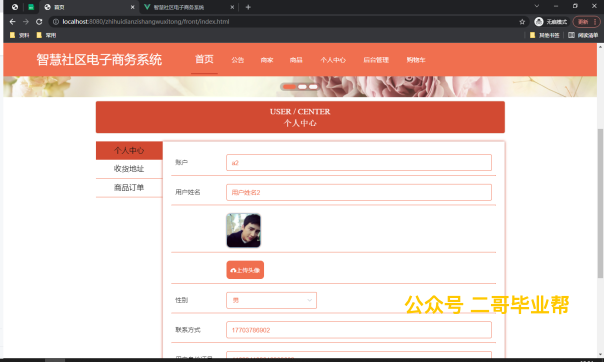 首页
智慧社区电子商务系统
localhost:8080/zhihuidianzishangwuxitong/front/index.html
无痕模式
更新
资料
常用
其他书签
阅读清单
智慧社区电子商务系统
首页 公告 商家 商品 个人中心 后台管理 购物车
USER / CENTER
个人中心
个人中心
收货地址
商品订单
账户 a2
用户姓名 用户姓名2
上传头像
性别 男
联系方式 17703786902
公众号 二哥毕业帮